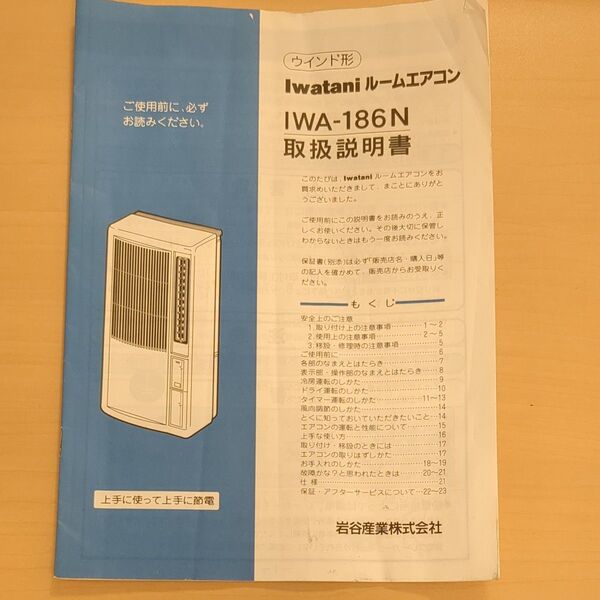 ご使用前に、必ず
お読みください。
上手に使って上手に節電
ウインド形
Iwatani ルームエアコン
IWA-186N
取扱説明書
このたびは、Iwatani ルームエアコンをお
買求めいただきまして、まことにありがと
うございました。
ご使用前にこの説明書をお読みのうえ、正
しくお使いください。その後大切に保管し
わからないときはもう一度お読みください。
保証書(別添)は必ず「販売店名・購入日」等
の記入を確かめて、販売店からお受取りく
ださい。
もくじ
安全上のご注意
1.取り付け上の注意事項…………1〜2
2.使用上の注意事項………………2〜5
3.移設・修理時の注意事項…………5
ご使用前に……………………………6
各部のなまえとはたらき……………7
表示部・操作部のなまえとはたらき…8
冷房運転のしかた……………………9
ドライ運転のしかた…………………10
タイマー運転のしかた…………11〜13
風向調節のしかた……………………14
とくに知っておいていただきたいこと…14
エアコンの運転と性能について……15
上手な使い方…………………………16
取り付け・移設のときには…………17
エアコンの取りはずしかた…………17
お手入れのしかた………………18〜19
故障かな?と思われたときは……20〜21
仕様……………………………………21
保証・アフターサービスについて…22〜23
岩谷産業株式会社